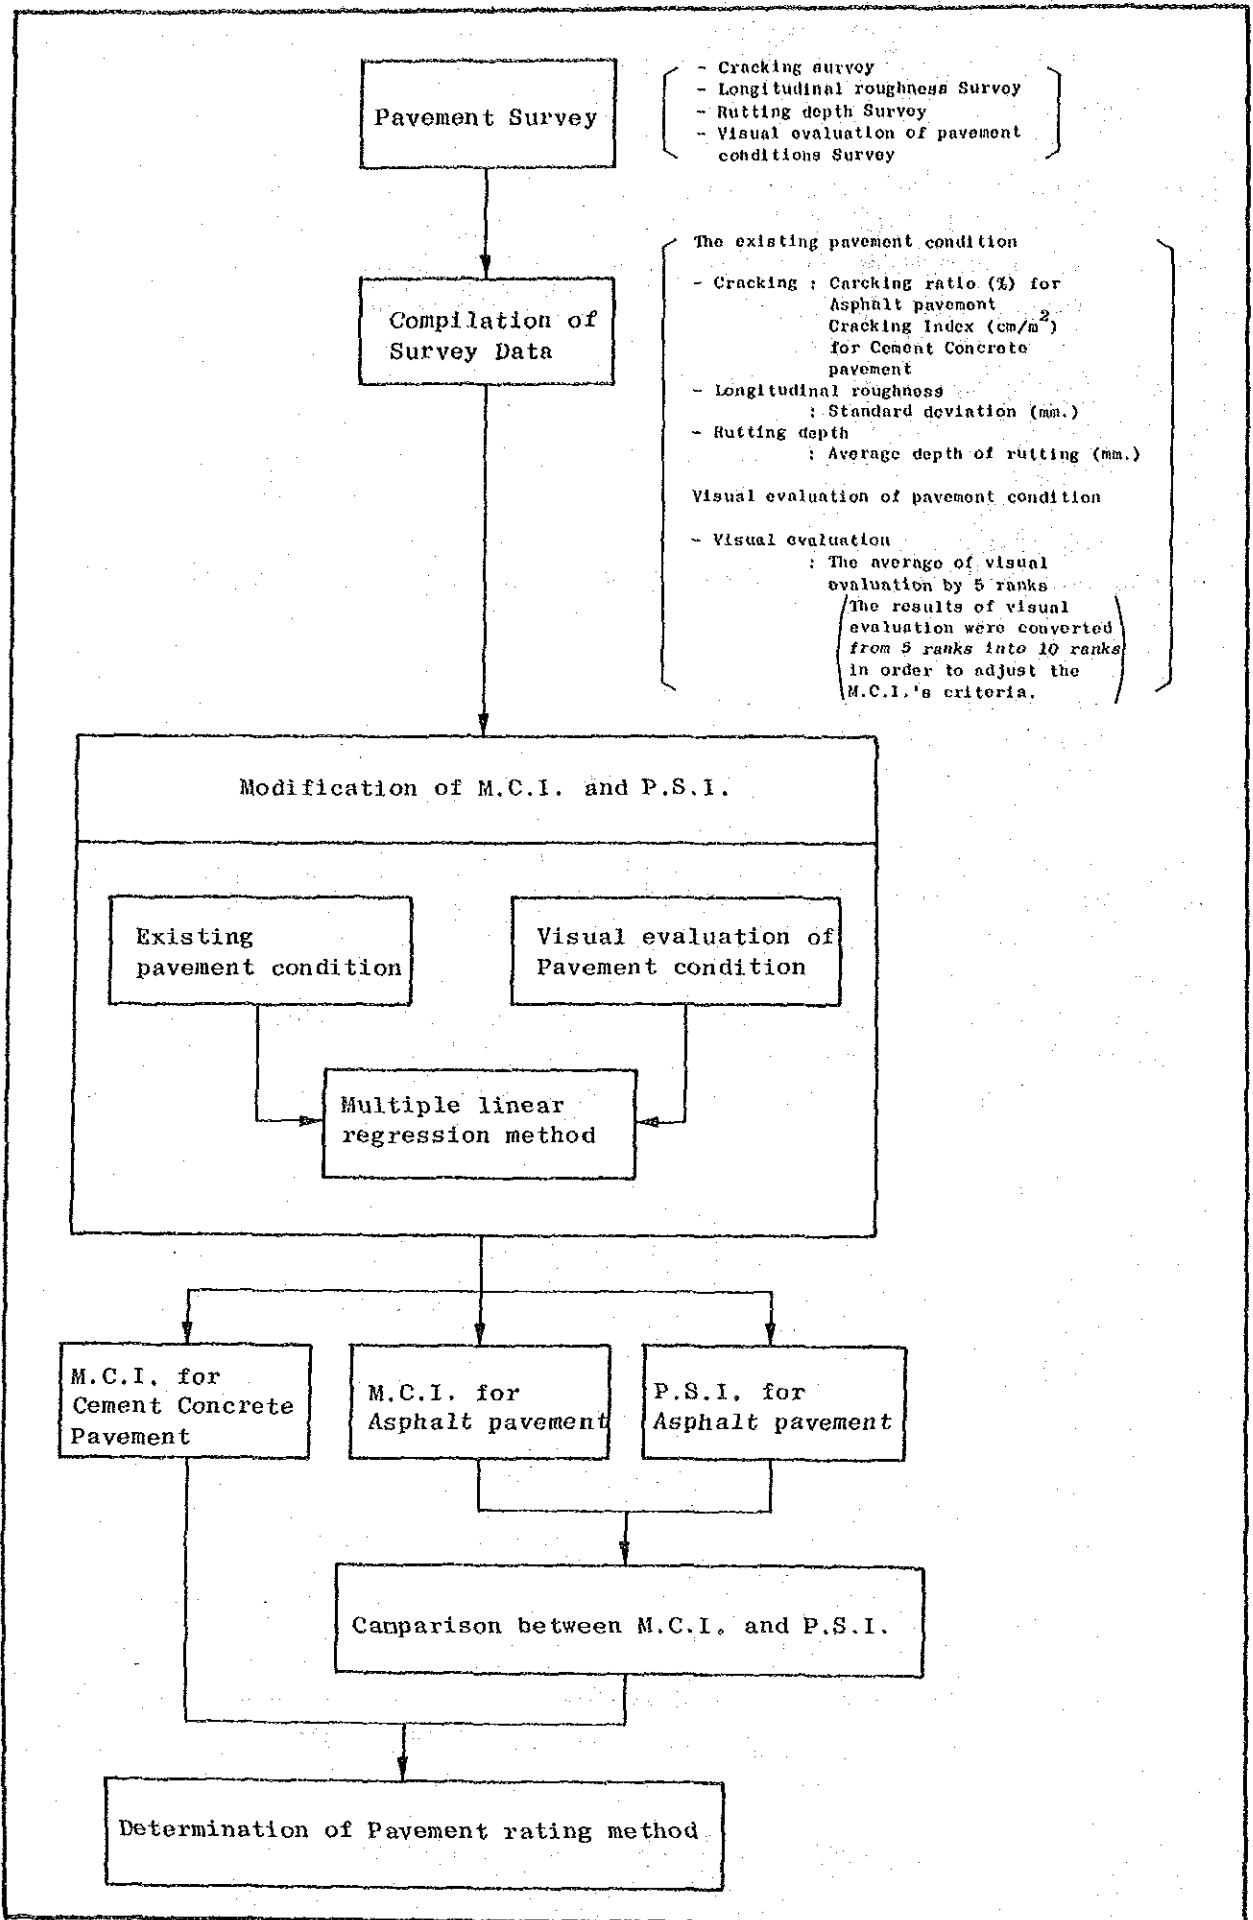 Pavement Survey
- Cracking survey
- Longitudinal roughness Survey
- Rutting depth Survey
- Visual evaluation of pavement
conditions Survey
Compilation of
Survey Data
The existing pavement condition
- Cracking : Carcking ratio (%) for
Asphalt pavement
Cracking Index (cm/m²)
for Cement Concrete
pavement
- Longitudinal roughness
: Standard deviation (mm.)
- Rutting depth
: Average depth of rutting (mm.)
Visual evaluation of pavement condition
- Visual evaluation
: The average of visual
evaluation by 5 ranks
(The results of visual
evaluation were converted
from 5 ranks into 10 ranks
in order to adjust the
M.C.I.'s criteria.)
Modification of M.C.I. and P.S.I.
Existing
pavement condition
Visual evaluation of
Pavement condition
Multiple linear
regression method
M.C.I. for
Cement Concrete
Pavement
M.C.I. for
Asphalt pavement
P.S.I. for
Asphalt pavement
Camparison between M.C.I. and P.S.I.
Determination of Pavement rating method